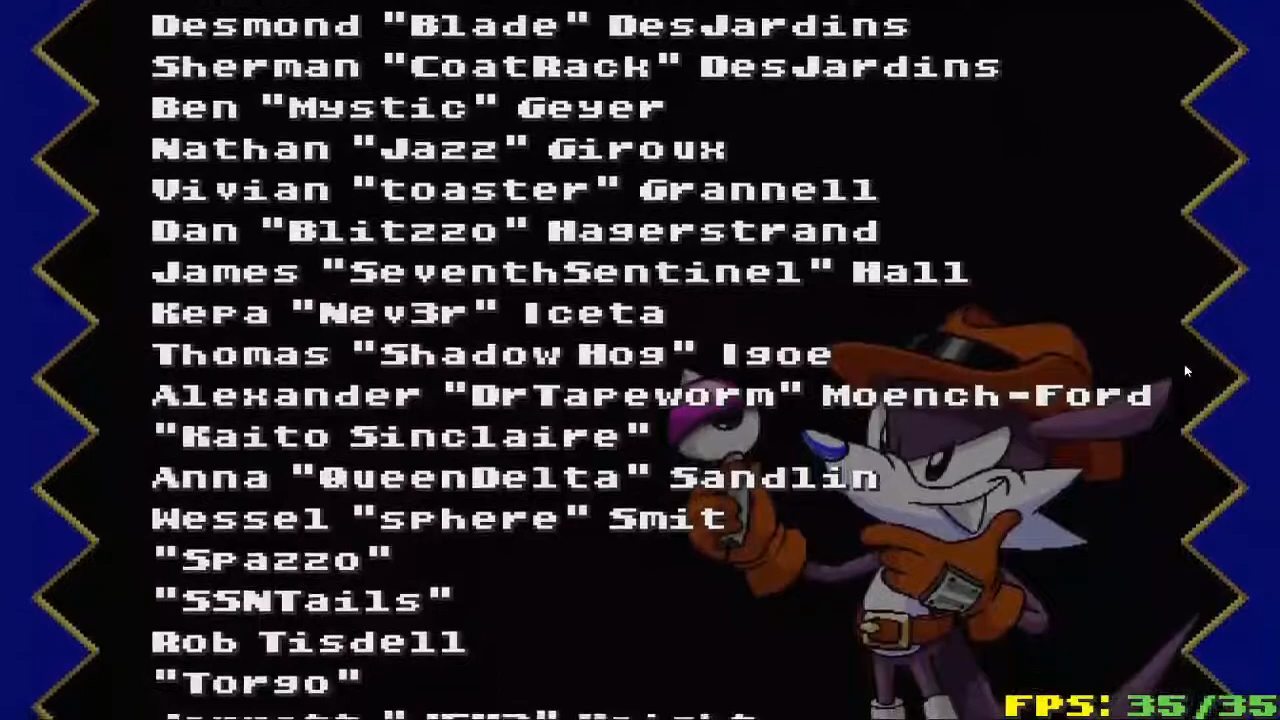 Desmond "Blade" DesJardins
Sherman "CoatRack" DesJardins
Ben "Mystic" Geyer
Nathan "Jazz" Giroux
Vivian "toaster" Grannell
Dan "Blitzzo" Hagerstrand
James "SeventhSentinel" Hall
Kepa "Nev3r" Iceta
Thomas "Shadow Hog" Igoe
Alexander "DrTapeworm" Moench-Ford
"Kaito Sinclaire"
Anna "QueenDelta" Sandlin
Wessel "sphere" Smit
"Spazzo"
"SSNTails"
Rob Tisdell
"Torgo"
FPS: 35/35